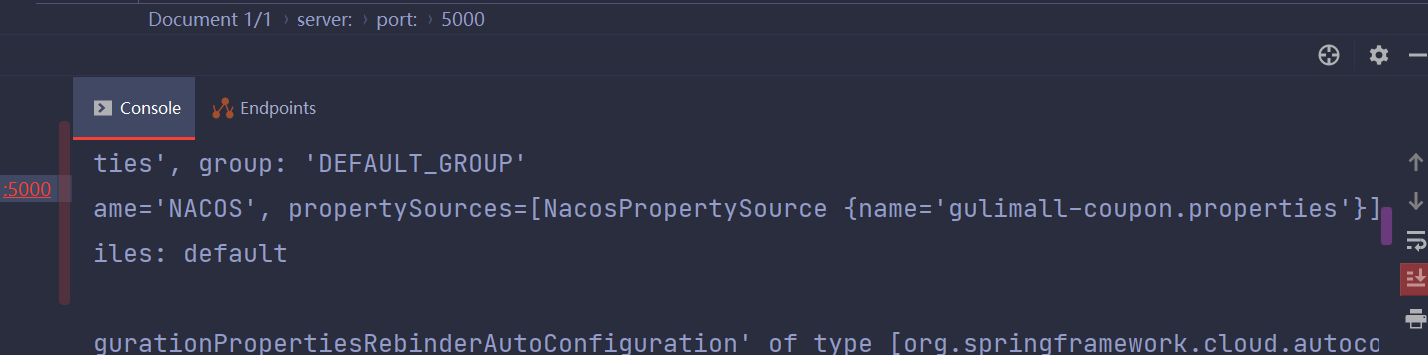 Document 1/1 › server: › port: › 5000
Console Endpoints
ties', group: 'DEFAULT_GROUP'
:5000
ame='NACOS', propertySources=[NacosPropertySource {name='gulimall-coupon.properties'}]
iles: default
gurationPropertiesRebinderAutoConfiguration' of type [org.springframework.cloud.autoco